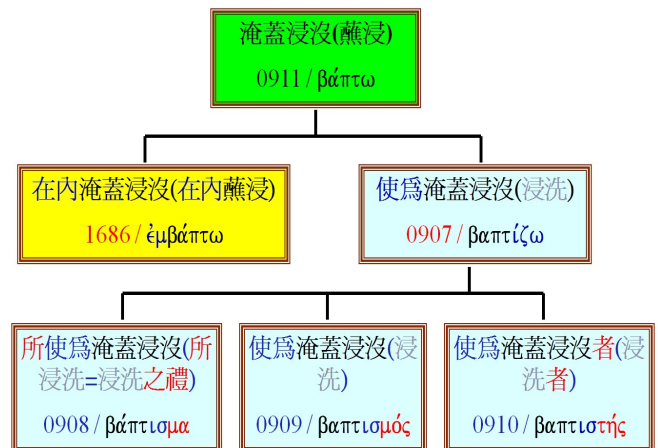 淹蓋浸沒(蘸浸)
0911 / βάπτω
在內淹蓋浸沒(在內蘸浸)
1686 / ἐμβάπτω
使爲淹蓋浸沒(浸洗)
0907 / βαπτίζω
所使爲淹蓋浸沒(所
浸洗=浸洗之禮)
0908 / βάπτισμα
使爲淹蓋浸沒(浸
洗)
0909 / βαπτισμός
使爲淹蓋浸沒者(浸
洗者)
0910 / βαπτιστής